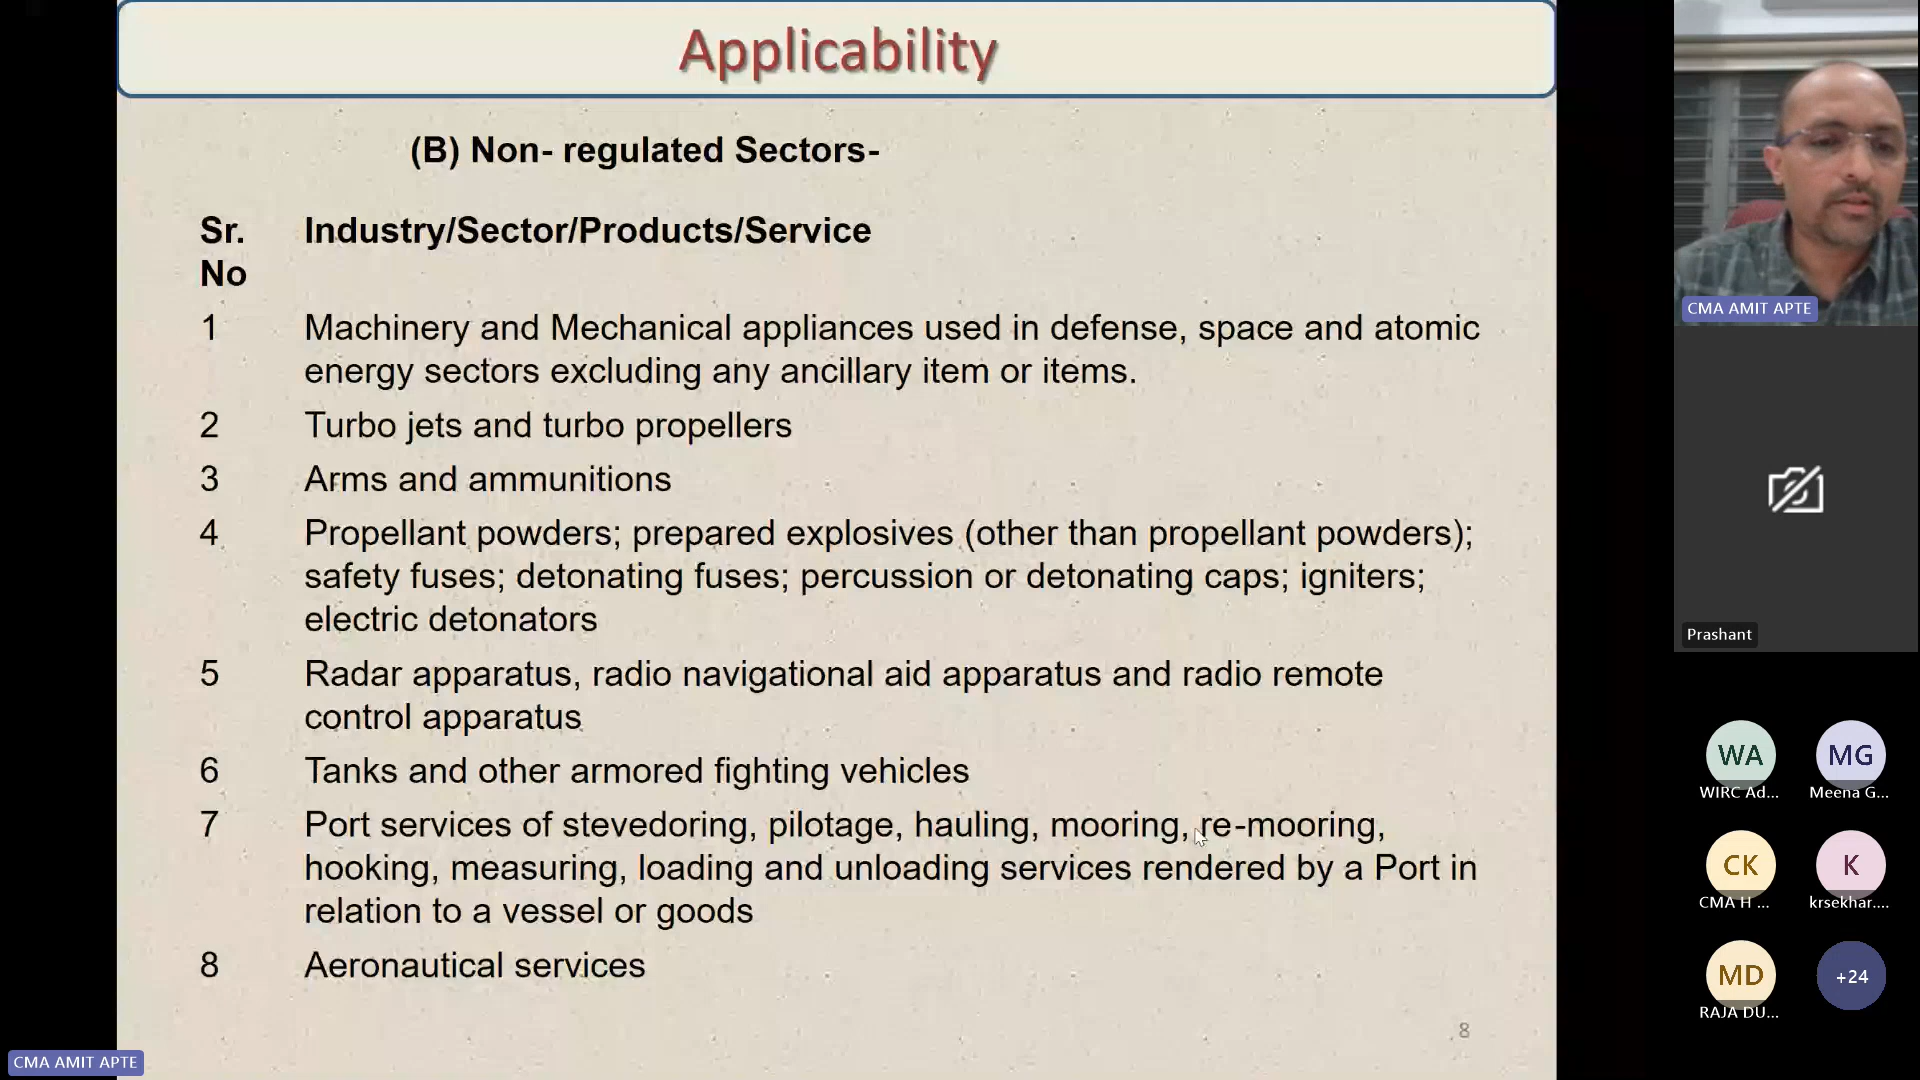 Applicability
(B) Non- regulated Sectors-
Sr. Industry/Sector/Products/Service
No
1 Machinery and Mechanical appliances used in defense, space and atomic
energy sectors excluding any ancillary item or items.
2 Turbo jets and turbo propellers
3 Arms and ammunitions
4 Propellant powders; prepared explosives (other than propellant powders);
safety fuses; detonating fuses; percussion or detonating caps; igniters;
electric detonators
5 Radar apparatus, radio navigational aid apparatus and radio remote
control apparatus
6 Tanks and other armored fighting vehicles
7 Port services of stevedoring, pilotage, hauling, mooring, re-mooring,
hooking, measuring, loading and unloading services rendered by a Port in
relation to a vessel or goods
8 Aeronautical services
8
CMA AMIT APTE
CMA AMIT APTE
Prashant
WA MG
WIRC Ad... Meena G...
CK K
CMA H ... krsekhar....
MD +24
RAJA DU...